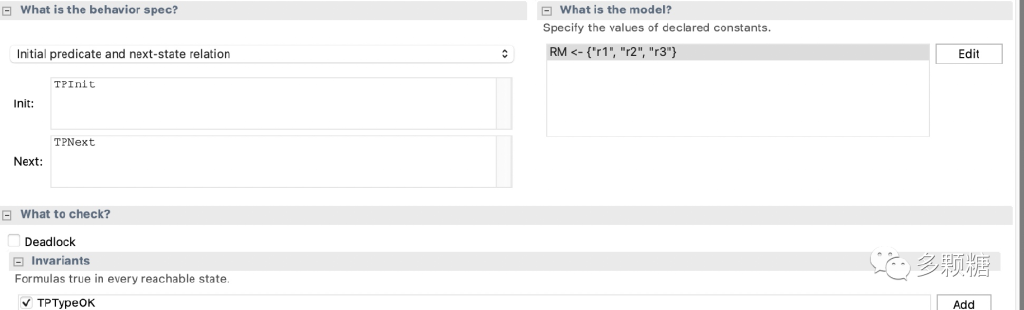 What is the behavior spec?
Initial predicate and next-state relation
Init:
TPInit
Next:
TPNext
What is the model?
Specify the values of declared constants.
RM <- {"r1", "r2", "r3"}
Edit
What to check?
Deadlock
Invariants
Formulas true in every reachable state.
TPTypeOK
Add
多颗糖